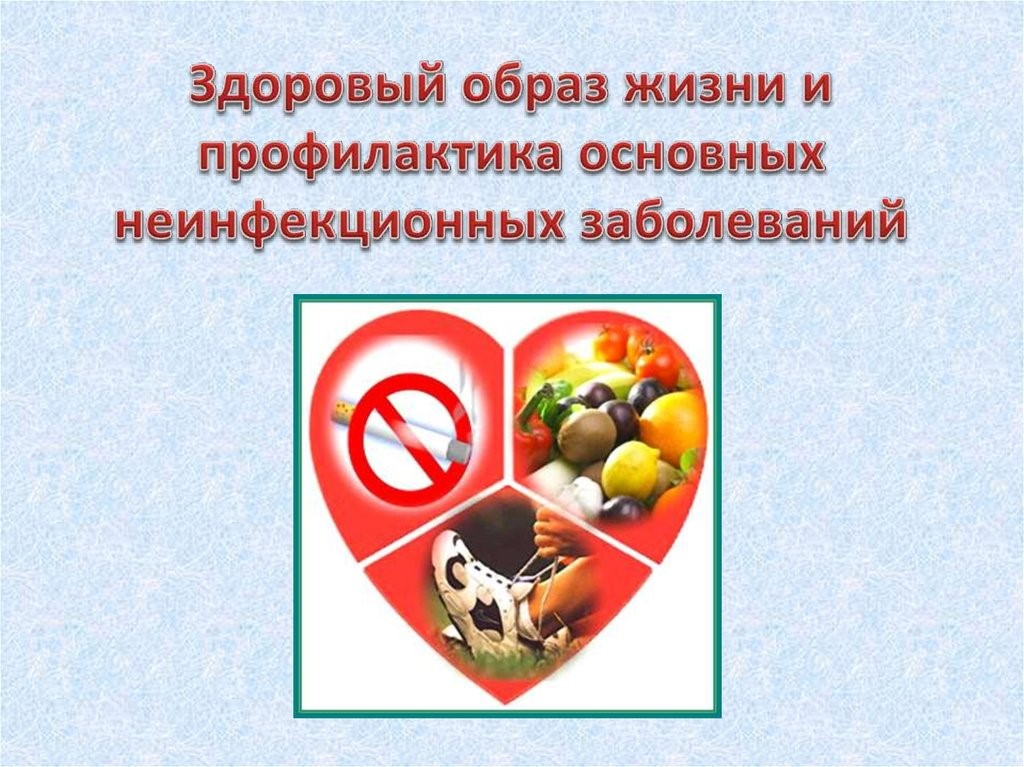 Здоровый образ жизни и
профилактика основных
неинфекционных заболеваний